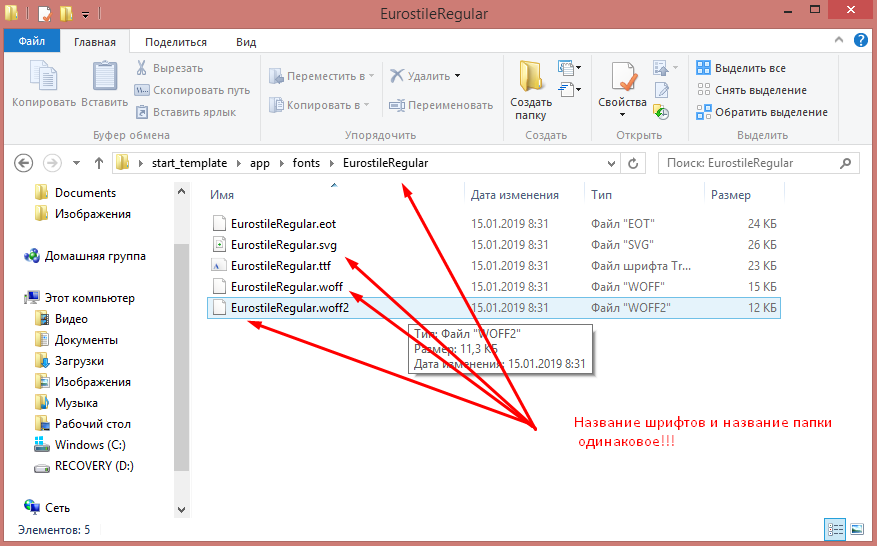 EurostileRegular
Файл Главная Поделиться Вид
Копировать Вставить Вырезать Скопировать путь Вставить ярлык
Буфер обмена
Переместить в Копировать в Удалить Переименовать
Упорядочить
Создать папку
Создать
Свойства
Открыть
Выделить все
Снять выделение
Обратить выделение
Выделить
start_template app fonts EurostileRegular
Поиск: EurostileRegular
Documents
Изображения
Домашняя группа
Этот компьютер
Видео
Документы
Загрузки
Изображения
Музыка
Рабочий стол
Windows (C:)
RECOVERY (D:)
Сеть
Имя Дата изменения Тип Размер
EurostileRegular.eot 15.01.2019 8:31 Файл "EOT" 24 КБ
EurostileRegular.svg 15.01.2019 8:31 Файл "SVG" 26 КБ
EurostileRegular.ttf 15.01.2019 8:31 Файл шрифта Tr... 23 КБ
EurostileRegular.woff 15.01.2019 8:31 Файл "WOFF" 15 КБ
EurostileRegular.woff2 15.01.2019 8:31 Файл "WOFF2" 12 КБ
Тип: Файл "WOFF2"
Размер: 11,3 КБ
Дата изменения: 15.01.2019 8:31
Название шрифтов и название папки
одинаковое!!!
Элементов: 5